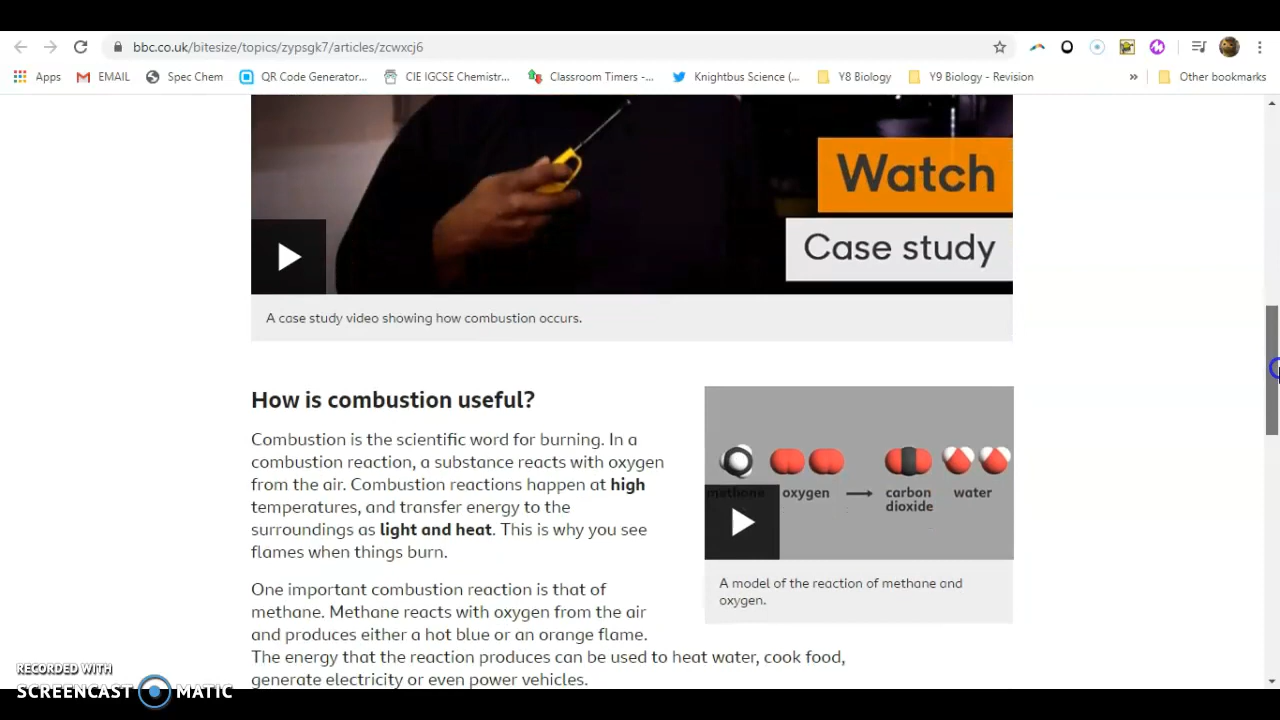 bbc.co.uk/bitesize/topics/zypsgk7/articles/zcwxcj6
Apps EMAIL Spec Chem QR Code Generator... CIE IGCSE Chemistr... Classroom Timers -... Knightbus Science (... Y8 Biology Y9 Biology - Revision » Other bookmarks
Watch
Case study
A case study video showing how combustion occurs.
How is combustion useful?
Combustion is the scientific word for burning. In a
combustion reaction, a substance reacts with oxygen
from the air. Combustion reactions happen at high
temperatures, and transfer energy to the
surroundings as light and heat. This is why you see
flames when things burn.
One important combustion reaction is that of
methane. Methane reacts with oxygen from the air
and produces either a hot blue or an orange flame.
The energy that the reaction produces can be used to heat water, cook food,
generate electricity or even power vehicles.
methane oxygen → carbon dioxide water
A model of the reaction of methane and
oxygen.
RECORDED WITH
SCREENCAST MATIC